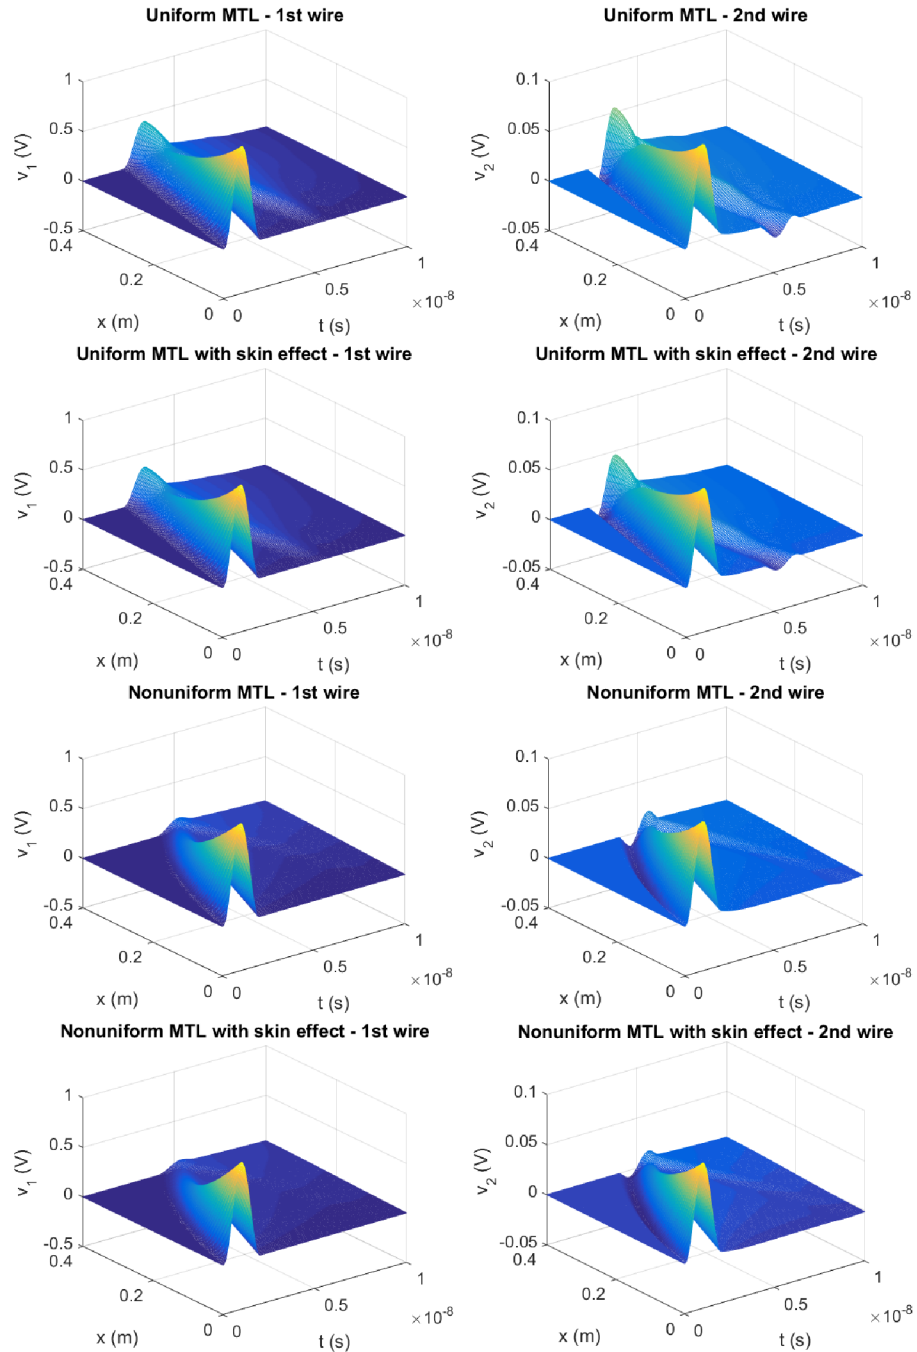 Uniform MTL - 1st wire
Uniform MTL - 2nd wire
1
0.5
0
-0.5
v1 (V)
0.4
0.2
0
x (m)
0
0.5
1
×10-8
t (s)
0.1
0.05
0
-0.05
v2 (V)
0.4
0.2
0
x (m)
0
0.5
1
×10-8
t (s)
Uniform MTL with skin effect - 1st wire
Uniform MTL with skin effect - 2nd wire
1
0.5
0
-0.5
v1 (V)
0.4
0.2
0
x (m)
0
0.5
1
×10-8
t (s)
0.1
0.05
0
-0.05
v2 (V)
0.4
0.2
0
x (m)
0
0.5
1
×10-8
t (s)
Nonuniform MTL - 1st wire
Nonuniform MTL - 2nd wire
1
0.5
0
-0.5
v1 (V)
0.4
0.2
0
x (m)
0
0.5
1
×10-8
t (s)
0.1
0.05
0
-0.05
v2 (V)
0.4
0.2
0
x (m)
0
0.5
1
×10-8
t (s)
Nonuniform MTL with skin effect - 1st wire
Nonuniform MTL with skin effect - 2nd wire
1
0.5
0
-0.5
v1 (V)
0.4
0.2
0
x (m)
0
0.5
1
×10-8
t (s)
0.1
0.05
0
-0.05
v2 (V)
0.4
0.2
0
x (m)
0
0.5
1
×10-8
t (s)